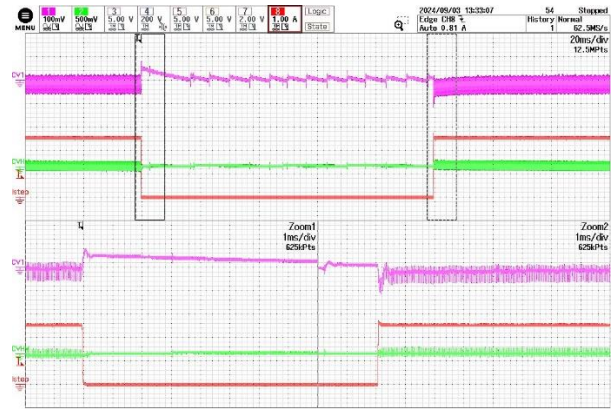 MENU
1 100mV
2 500mV
3 5.00 V
4 200 V
5 5.00 V
6 5.00 V
7 2.00 V
8 1.00 A
Logic
State
2024/09/03 13:33:07
Edge CH8
Auto 0.81 A
54 Stopped
History Normal
1 62.5MS/s
20ms/div
12.5MPts
CV1
Istep
Zoom1
1ms/div
625kPts
Zoom2
1ms/div
625kPts
CV1
Istep